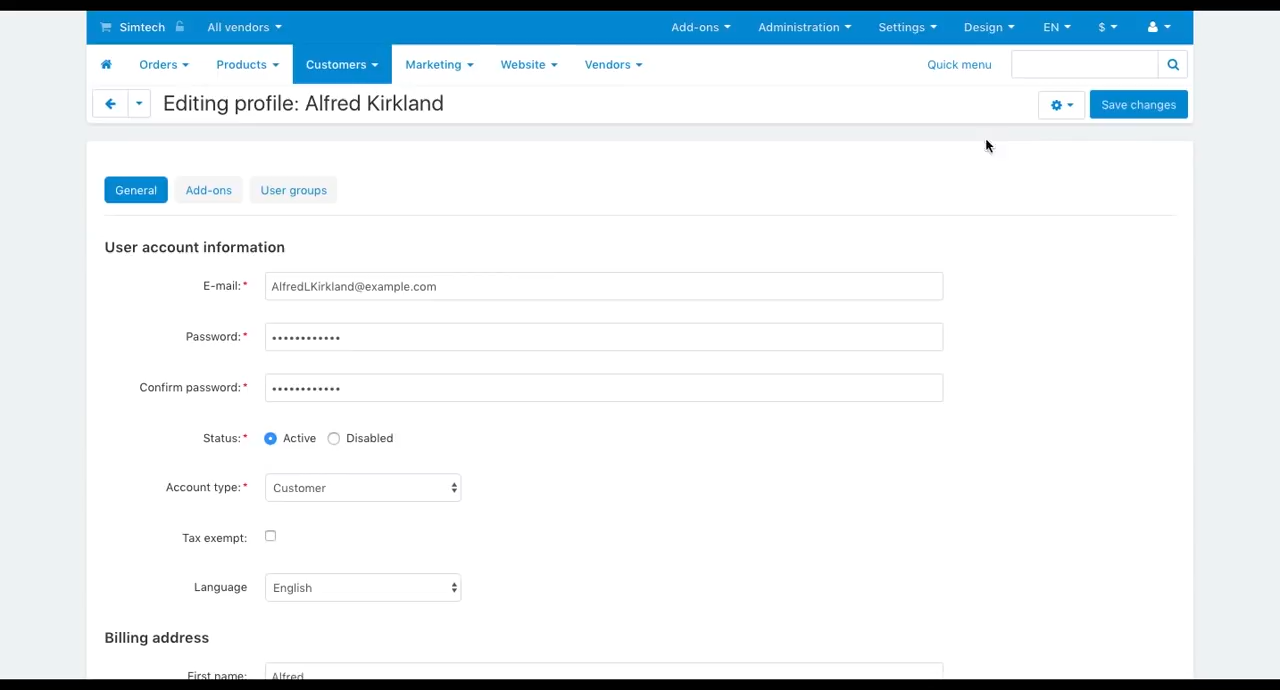 Simtech All vendors Add-ons Administration Settings Design EN $
Orders Products Customers Marketing Website Vendors Quick menu
Editing profile: Alfred Kirkland Save changes
General Add-ons User groups
User account information
E-mail:* AlfredLKirkland@example.com
Password:* ••••••••••••
Confirm password:* ••••••••••••
Status:* Active Disabled
Account type:* Customer
Tax exempt:
Language English
Billing address
First name: Alfred